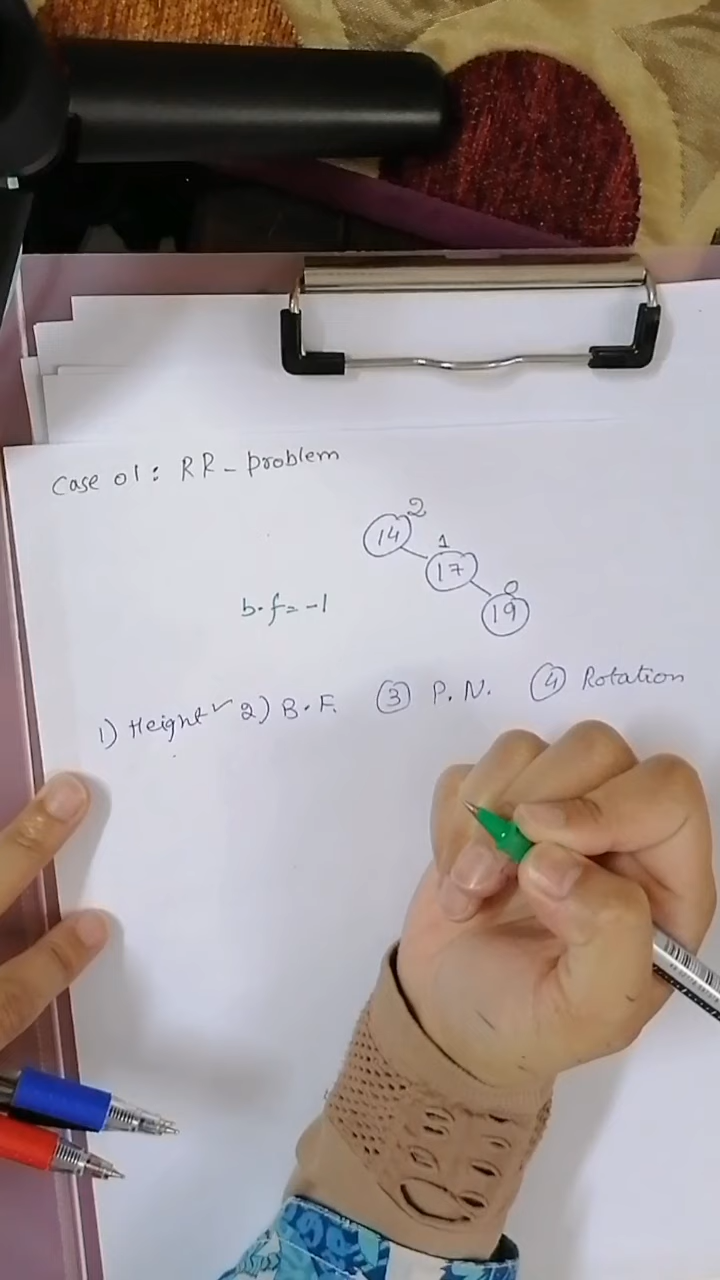 Case 01: RR-problem
2
14
1
17
0
19
b.f=-1
1) Height✓ 2) B.F. ③ P.N. ④ Rotation